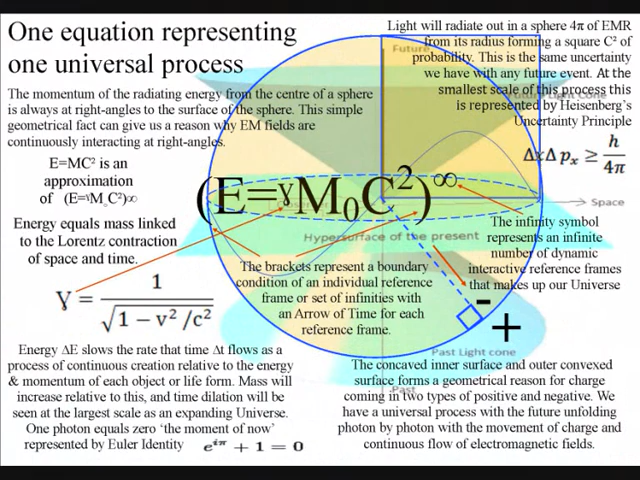 One equation representing
one universal process
The momentum of the radiating energy from the centre of a sphere
is always at right-angles to the surface of the sphere. This simple
geometrical fact can give us a reason why EM fields are
continuously interacting at right-angles.
E=MC² is an
approximation
of (E=ˠM₀C²)∞
Energy equals mass linked
to the Lorentz contraction
of space and time.
Ɣ = 1 / √(1 − v²/c²)
Light will radiate out in a sphere 4π of EMR
from its radius forming a square C² of
probability. This is the same uncertainty
we have with any future event. At the
smallest scale of this process this
is represented by Heisenberg's
Uncertainty Principle
ΔxΔpₓ ≥ h / 4π
Future
Future Light Cone
(E=ˠM₀C²)∞
Space
Hypersurface of the present
The infinity symbol
represents an infinite
number of dynamic
interactive reference frames
that makes up our Universe
The brackets represent a boundary
condition of an individual reference
frame or set of infinities with
an Arrow of Time for each
reference frame.
-
+
Past Light cone
Past
Energy ΔE slows the rate that time Δt flows as a
process of continuous creation relative to the energy
& momentum of each object or life form. Mass will
increase relative to this, and time dilation will be
seen at the largest scale as an expanding Universe.
One photon equals zero 'the moment of now'
represented by Euler Identity e^iπ + 1 = 0
The concaved inner surface and outer convexed
surface forms a geometrical reason for charge
coming in two types of positive and negative. We
have a universal process with the future unfolding
photon by photon with the movement of charge and
continuous flow of electromagnetic fields.